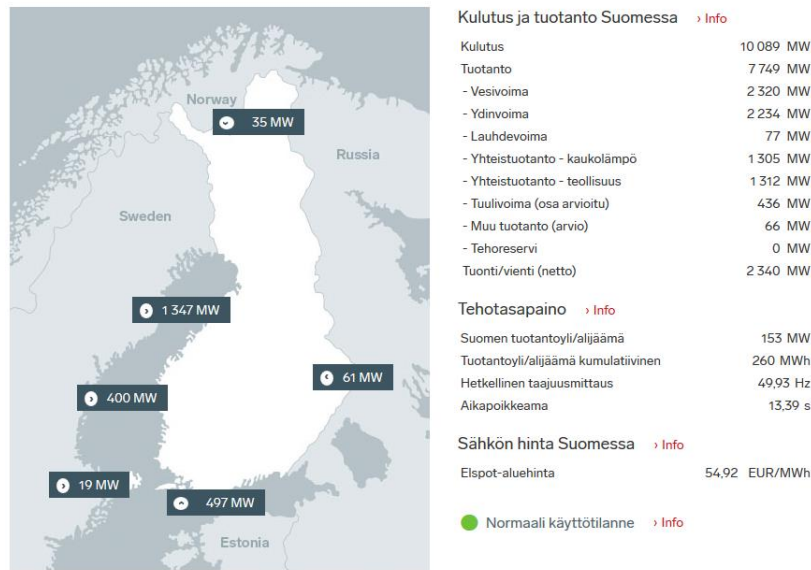 Norway
35 MW
Russia
Sweden
1 347 MW
61 MW
400 MW
19 MW
497 MW
Estonia
Kulutus ja tuotanto Suomessa › Info
Kulutus 10 089 MW
Tuotanto 7 749 MW
- Vesivoima 2 320 MW
- Ydinvoima 2 234 MW
- Lauhdevoima 77 MW
- Yhteistuotanto - kaukolämpö 1 305 MW
- Yhteistuotanto - teollisuus 1 312 MW
- Tuulivoima (osa arvioitu) 436 MW
- Muu tuotanto (arvio) 66 MW
- Tehoreservi 0 MW
Tuonti/vienti (netto) 2 340 MW
Tehotasapaino › Info
Suomen tuotantoyli/alijäämä 153 MW
Tuotantoyli/alijäämä kumulatiivinen 260 MWh
Hetkellinen taajuusmittaus 49,93 Hz
Aikapoikkeama 13,39 s
Sähkön hinta Suomessa › Info
Elspot-aluehinta 54,92 EUR/MWh
Normaali käyttötilanne › Info